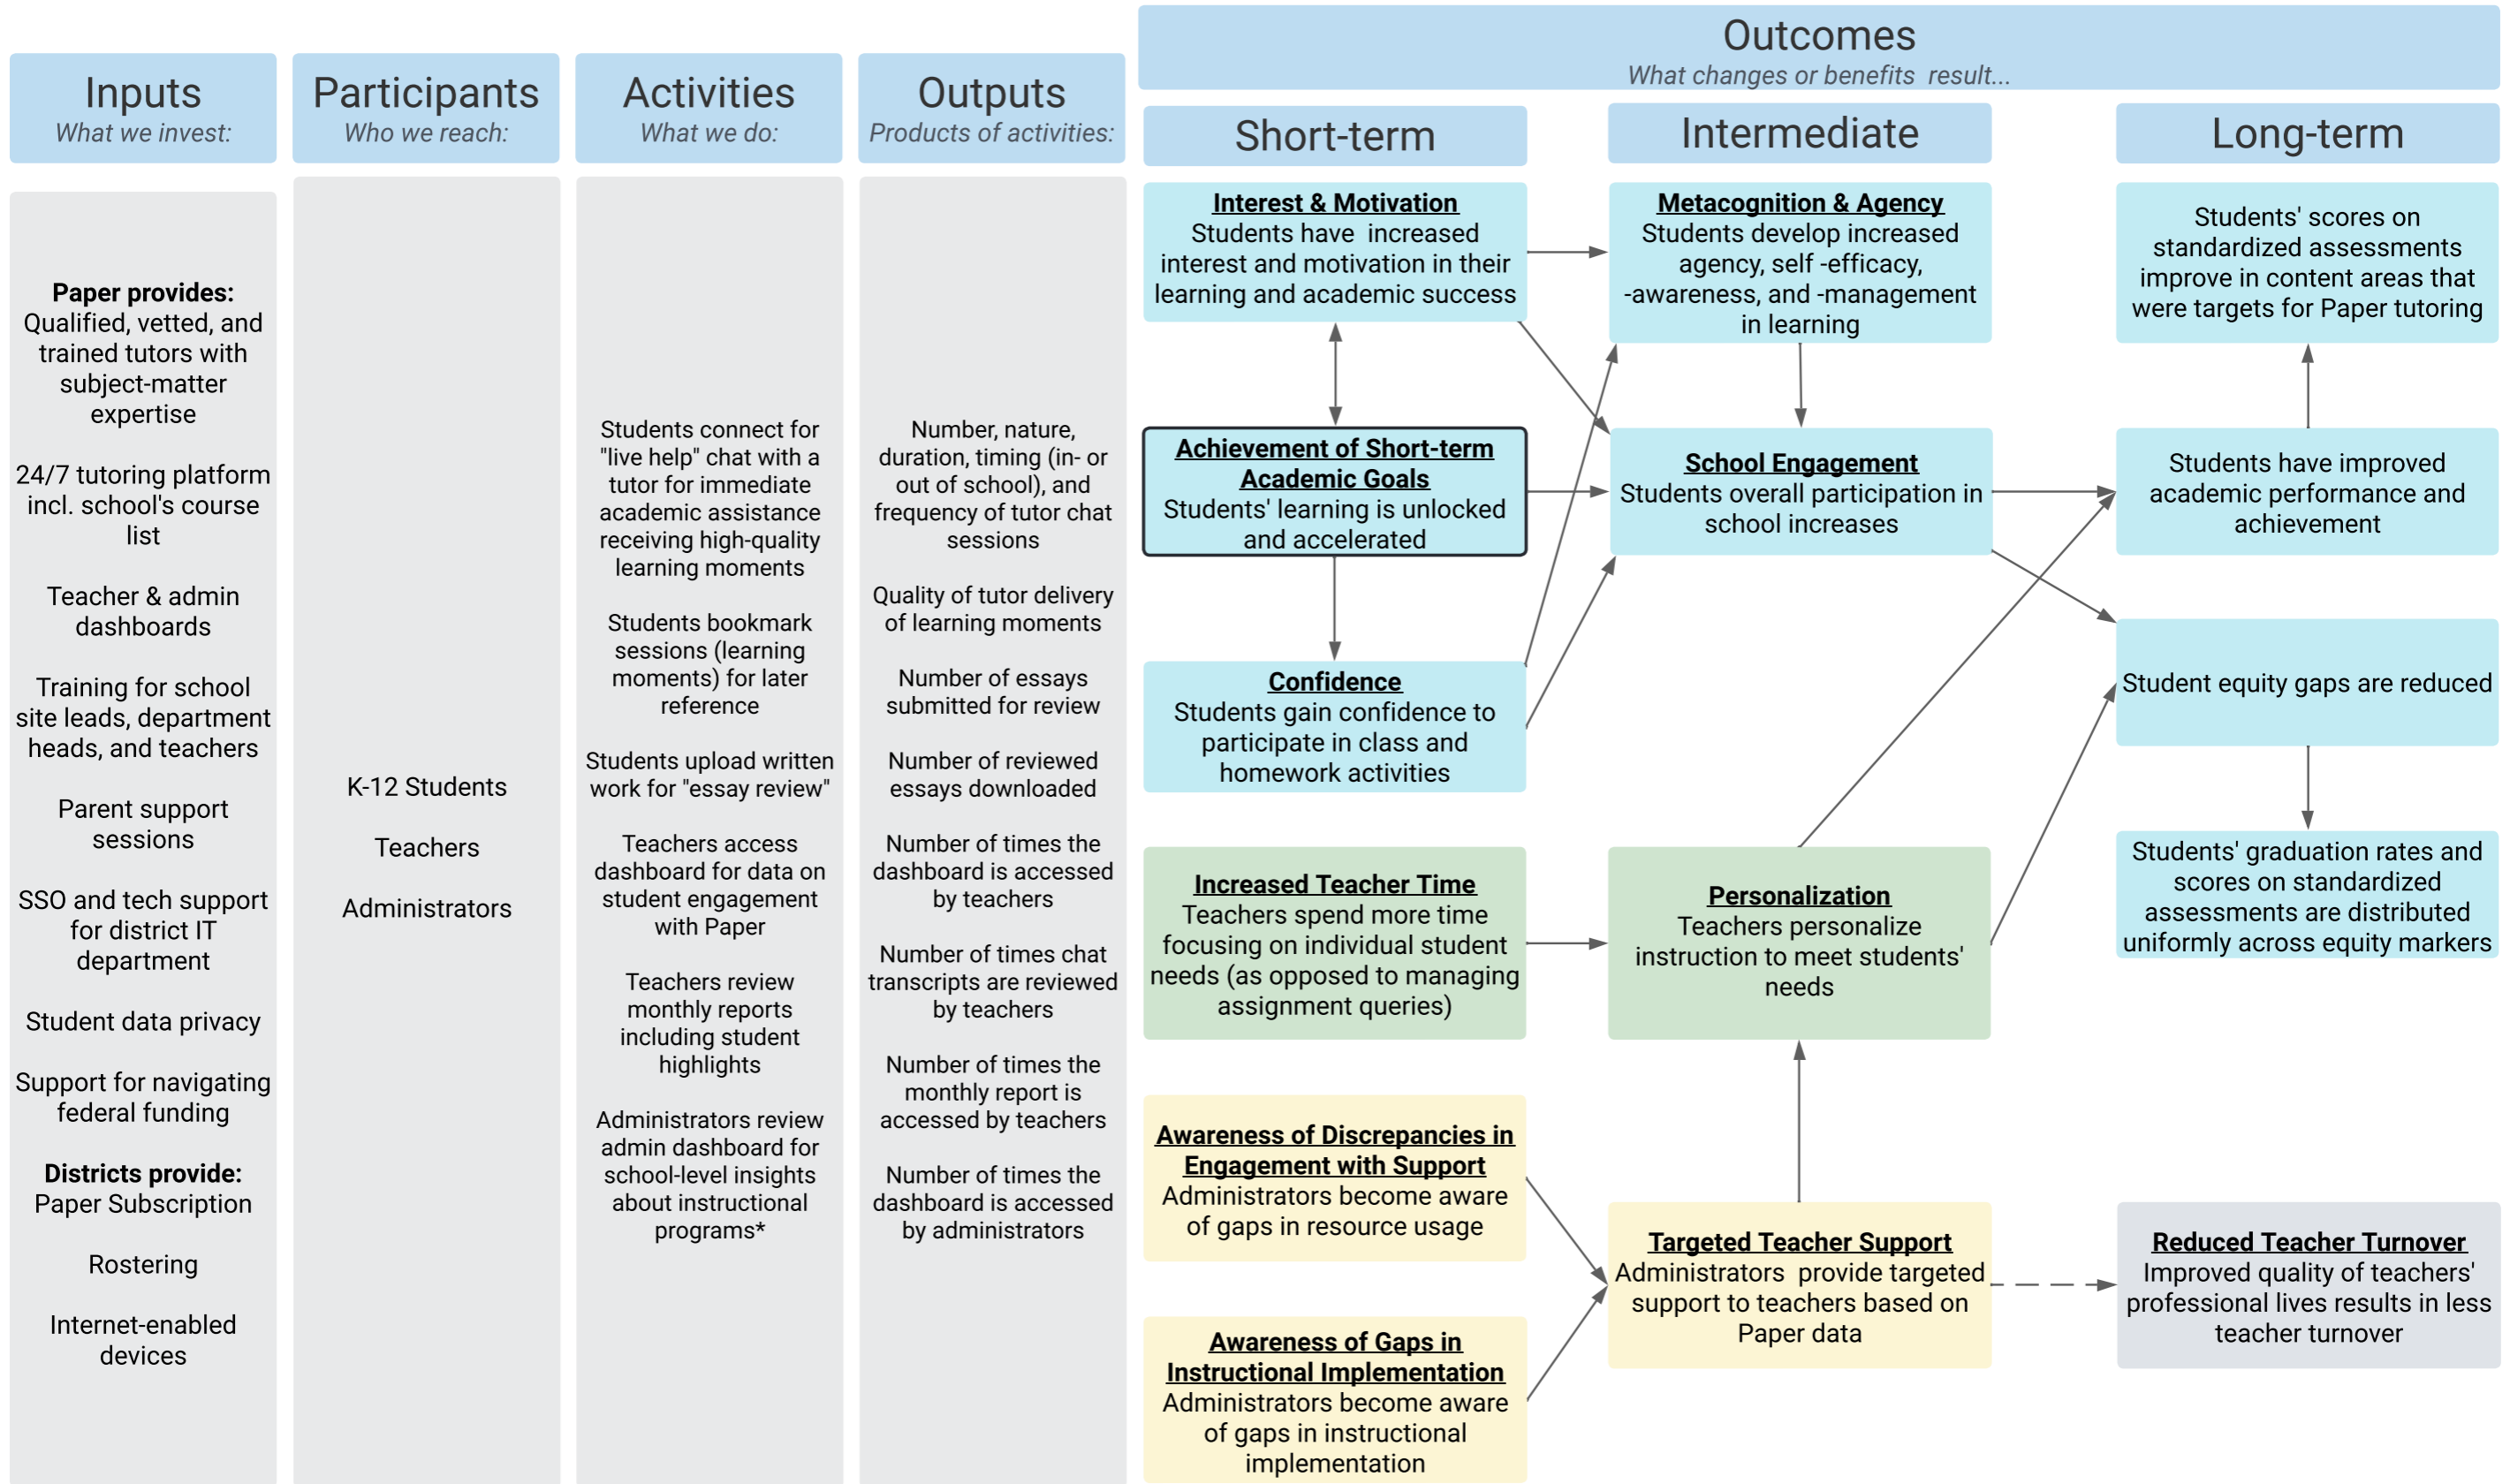 Inputs
What we invest:
Paper provides:
Qualified, vetted, and
trained tutors with
subject-matter
expertise
24/7 tutoring platform
incl. school's course
list
Teacher & admin
dashboards
Training for school
site leads, department
heads, and teachers
Parent support
sessions
SSO and tech support
for district IT
department
Student data privacy
Support for navigating
federal funding
Districts provide:
Paper Subscription
Rostering
Internet-enabled
devices
Participants
Who we reach:
K-12 Students
Teachers
Administrators
Activities
What we do:
Students connect for
"live help" chat with a
tutor for immediate
academic assistance
receiving high-quality
learning moments
Students bookmark
sessions (learning
moments) for later
reference
Students upload written
work for "essay review"
Teachers access
dashboard for data on
student engagement
with Paper
Teachers review
monthly reports
including student
highlights
Administrators review
admin dashboard for
school-level insights
about instructional
programs*
Outputs
Products of activities:
Number, nature,
duration, timing (in- or
out of school), and
frequency of tutor chat
sessions
Quality of tutor delivery
of learning moments
Number of essays
submitted for review
Number of reviewed
essays downloaded
Number of times the
dashboard is accessed
by teachers
Number of times chat
transcripts are reviewed
by teachers
Number of times the
monthly report is
accessed by teachers
Number of times the
dashboard is accessed
by administrators
Outcomes
What changes or benefits result...
Short-term
Interest & Motivation
Students have increased
interest and motivation in their
learning and academic success
Achievement of Short-term
Academic Goals
Students' learning is unlocked
and accelerated
Confidence
Students gain confidence to
participate in class and
homework activities
Increased Teacher Time
Teachers spend more time
focusing on individual student
needs (as opposed to managing
assignment queries)
Awareness of Discrepancies in
Engagement with Support
Administrators become aware
of gaps in resource usage
Awareness of Gaps in
Instructional Implementation
Administrators become aware
of gaps in instructional
implementation
Intermediate
Metacognition & Agency
Students develop increased
agency, self -efficacy,
-awareness, and -management
in learning
School Engagement
Students overall participation in
school increases
Personalization
Teachers personalize
instruction to meet students'
needs
Targeted Teacher Support
Administrators provide targeted
support to teachers based on
Paper data
Long-term
Students' scores on
standardized assessments
improve in content areas that
were targets for Paper tutoring
Students have improved
academic performance and
achievement
Student equity gaps are reduced
Students' graduation rates and
scores on standardized
assessments are distributed
uniformly across equity markers
Reduced Teacher Turnover
Improved quality of teachers'
professional lives results in less
teacher turnover